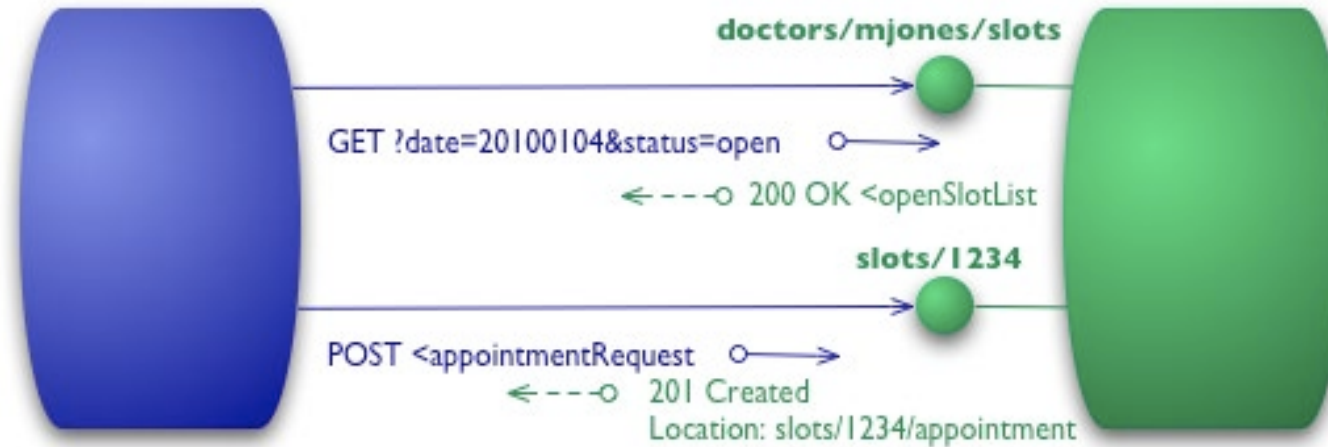 doctors/mjones/slots
GET ?date=20100104&status=open
200 OK <openSlotList
slots/1234
POST <appointmentRequest
201 Created
Location: slots/1234/appointment